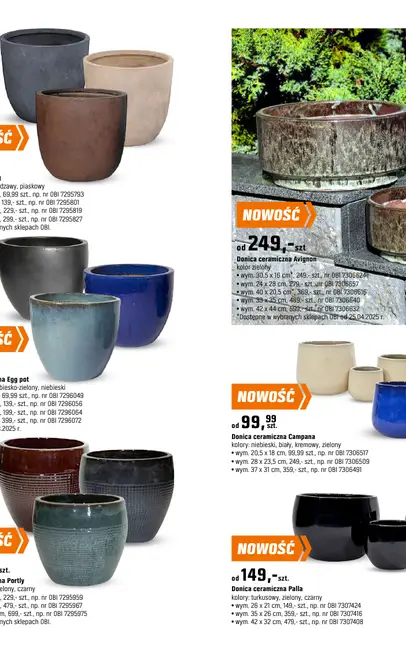 OŚĆ
dzawy, piaskowy
, 69,99 szt., np. nr OBI 7295793
139,- szt., np. nr OBI 7295801
, 229,- szt., np. nr OBI 7295819
, 299,- szt., np. nr OBI 7295827
nych sklepach OBI.
OŚĆ
na Egg pot
biesko-zielony, niebieski
69,99 szt., np. nr OBI 7296049
, 139,- szt., np. nr OBI 7296056
, 199,- szt., np. nr OBI 7296064
, 399,- szt., np. nr OBI 7296072
.2025 r.
OŚĆ
szt.
na Portly
elony, czarny
, 229,- szt., np. nr OBI 7295959
, 479,- szt., np. nr OBI 7295967
m, 699,- szt., np. nr OBI 7295975
nych sklepach OBI.
NOWOŚĆ
od 249,- szt.
Donica ceramiczna Avignon
kolor zielony
• wym. 30,5 x 16 cm*, 249,- szt., nr OBI 7306624
• wym. 24 x 28 cm, 279,- szt., nr OBI 7306657
• wym. 40 x 20,5 cm*, 369,- szt., nr OBI 7306616
• wym. 33 x 35 cm, 469,- szt., nr OBI 7306640
• wym. 42 x 44 cm, 699,- szt., nr OBI 7306632
*Dostępne w wybranych sklepach OBI od 25.04.2025 r.
NOWOŚĆ
od 99,99 szt.
Donica ceramiczna Campana
kolory: niebieski, biały, kremowy, zielony
• wym. 20,5 x 18 cm, 99,99 szt., np. nr OBI 7306517
• wym. 28 x 23,5 cm, 249,- szt., np. nr OBI 7306509
• wym. 37 x 31 cm, 359,- szt., np. nr OBI 7306491
NOWOŚĆ
od 149,- szt.
Donica ceramiczna Palla
kolory: turkusowy, zielony, czarny
• wym. 26 x 21 cm, 149,- szt., np. nr OBI 7307424
• wym. 35 x 26 cm, 359,- szt., np. nr OBI 7307416
• wym. 42 x 32 cm, 479,- szt., np. nr OBI 7307408